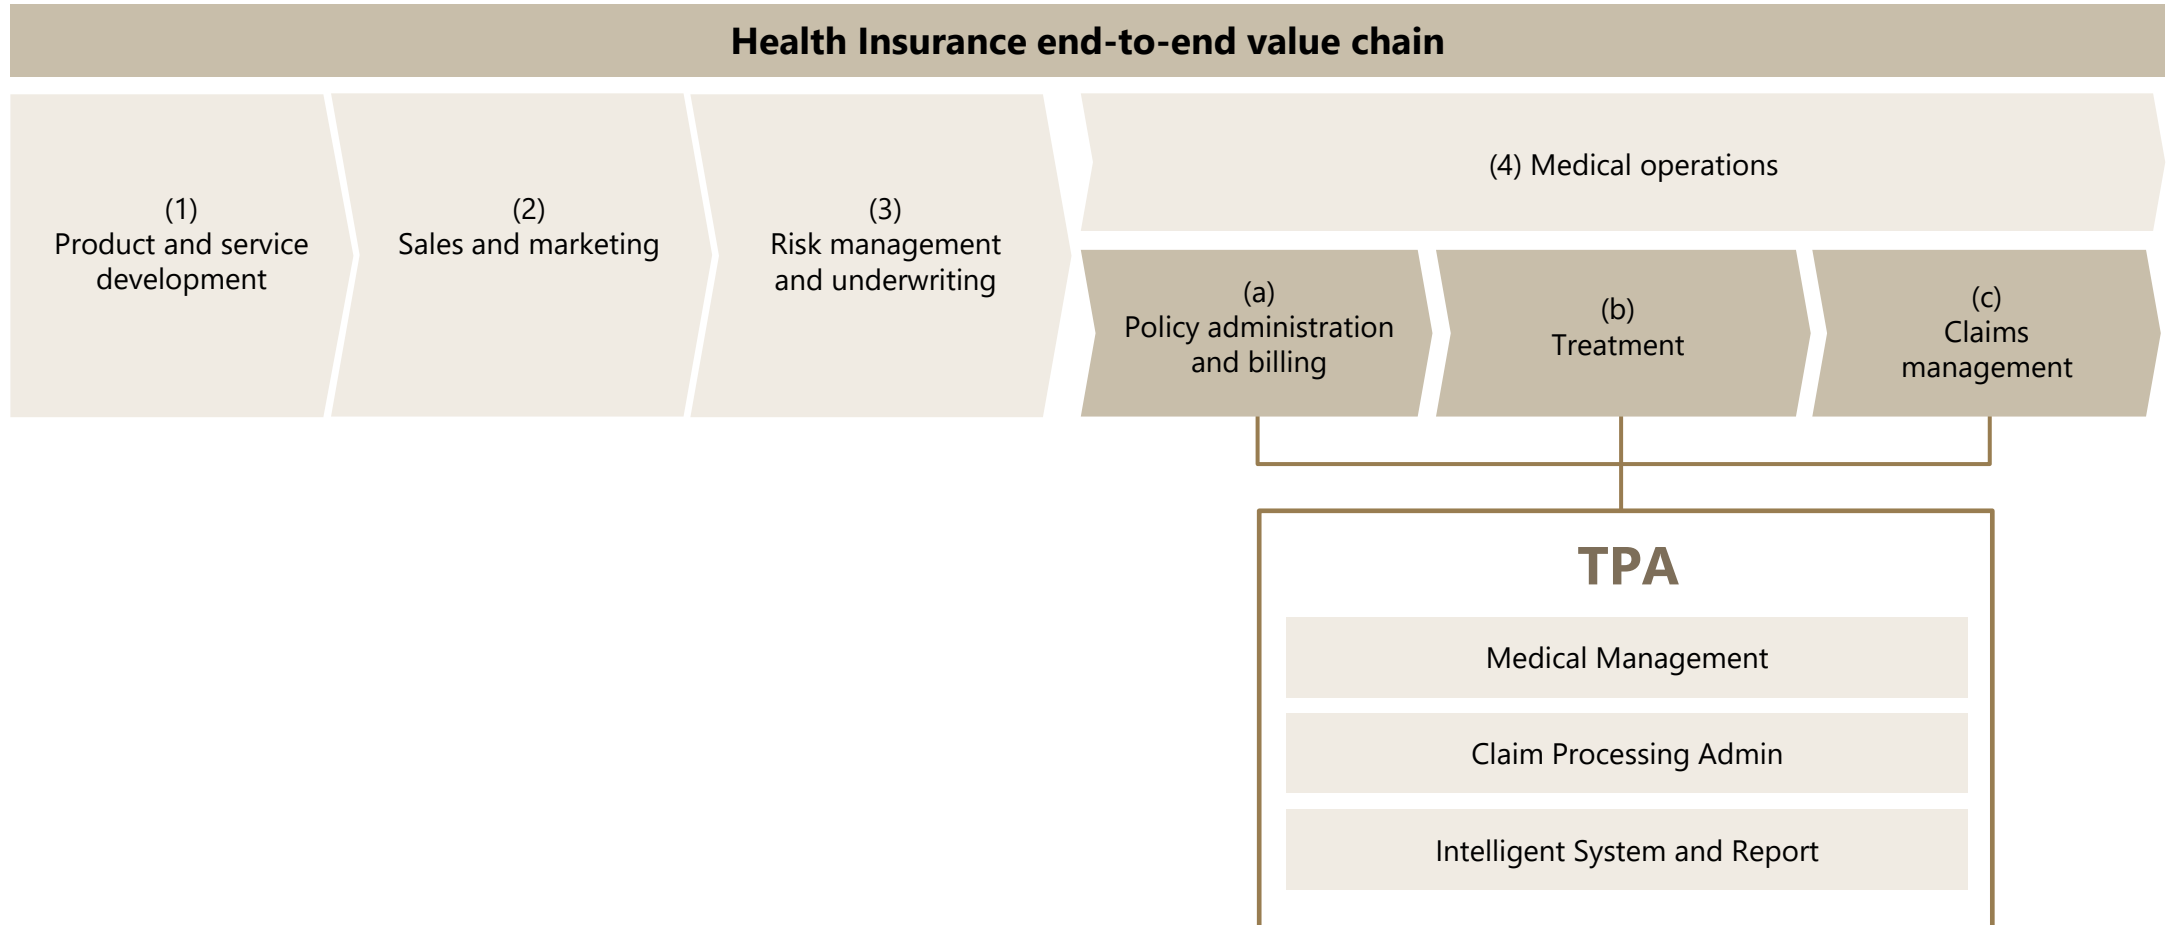 Health Insurance end-to-end value chain
(1)
Product and service
development
(2)
Sales and marketing
(3)
Risk management
and underwriting
(4) Medical operations
(a)
Policy administration
and billing
(b)
Treatment
(c)
Claims
management
TPA
Medical Management
Claim Processing Admin
Intelligent System and Report